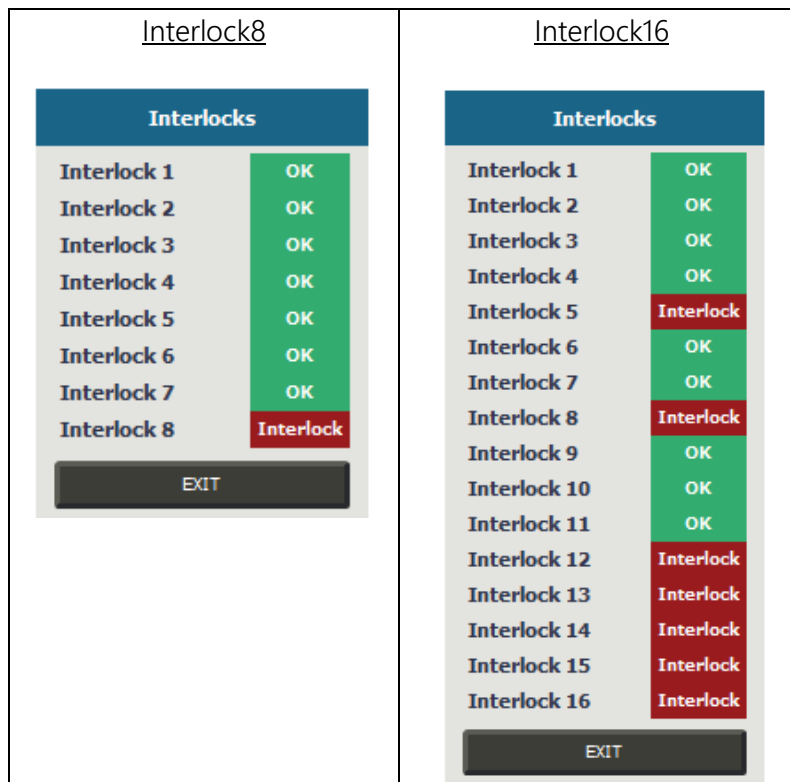 Interlock8
Interlocks
Interlock 1 OK
Interlock 2 OK
Interlock 3 OK
Interlock 4 OK
Interlock 5 OK
Interlock 6 OK
Interlock 7 OK
Interlock 8 Interlock
EXIT
Interlock16
Interlocks
Interlock 1 OK
Interlock 2 OK
Interlock 3 OK
Interlock 4 OK
Interlock 5 Interlock
Interlock 6 OK
Interlock 7 OK
Interlock 8 Interlock
Interlock 9 OK
Interlock 10 OK
Interlock 11 OK
Interlock 12 Interlock
Interlock 13 Interlock
Interlock 14 Interlock
Interlock 15 Interlock
Interlock 16 Interlock
EXIT